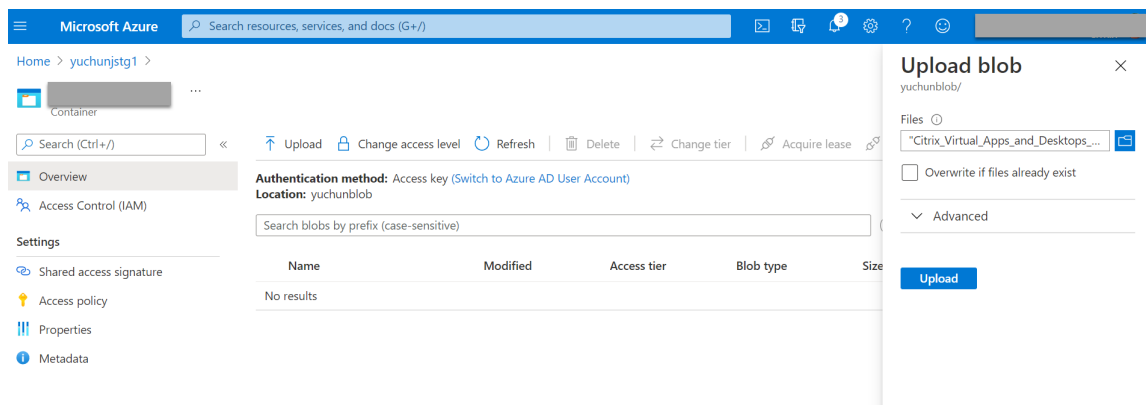 Microsoft Azure
Search resources, services, and docs (G+/)
3
Home > yuchunjstg1 >
...
Container
Search (Ctrl+/)
«
Overview
Access Control (IAM)
Settings
Shared access signature
Access policy
Properties
Metadata
Upload
Change access level
Refresh
Delete
Change tier
Acquire lease
Authentication method: Access key (Switch to Azure AD User Account)
Location: yuchunblob
Search blobs by prefix (case-sensitive)
Name Modified Access tier Blob type Size
No results
Upload blob
yuchunblob/
Files
"Citrix_Virtual_Apps_and_Desktops_...
Overwrite if files already exist
Advanced
Upload